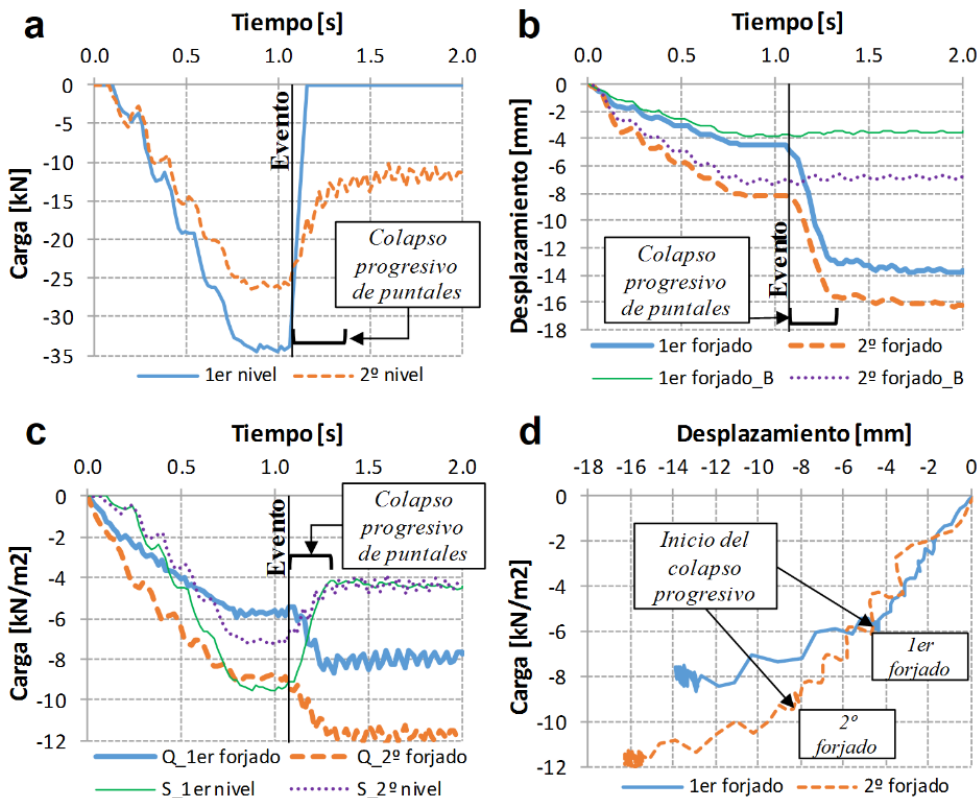 a
Tiempo [s]
0.0 0.5 1.0 1.5 2.0
0
-5
-10
-15
-20
-25
-30
-35
Carga [kN]
Evento
Colapso
progresivo
de puntales
1er nivel 2º nivel
b
Tiempo [s]
0.0 0.5 1.0 1.5 2.0
0
-2
-4
-6
-8
-10
-12
-14
-16
-18
Desplazamiento [mm]
Colapso
progresivo
de puntales
Evento
1er forjado 2º forjado
1er forjado_B 2º forjado_B
c
Tiempo [s]
0.0 0.5 1.0 1.5 2.0
0
-2
-4
-6
-8
-10
-12
Carga [kN/m2]
Evento
Colapso
progresivo
de puntales
Q_1er forjado Q_2º forjado
S_1er nivel S_2º nivel
d
Desplazamiento [mm]
-18 -16 -14 -12 -10 -8 -6 -4 -2 0
0
-2
-4
-6
-8
-10
-12
Carga [kN/m2]
Inicio del
colapso
progresivo
1er
forjado
2º
forjado
1er forjado 2º forjado